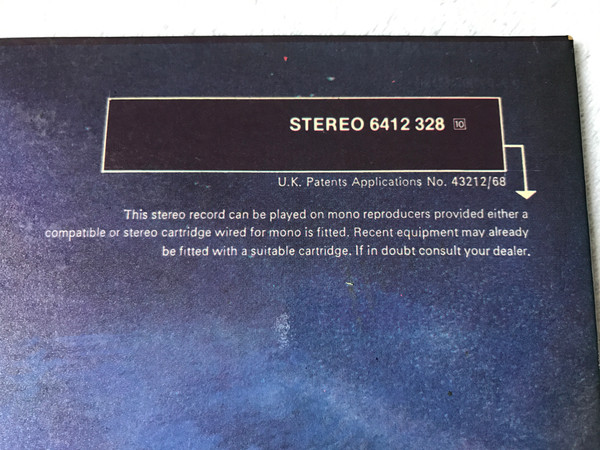 STEREO 6412 328 10
U.K. Patents Applications No. 43212/68
This stereo record can be played on mono reproducers provided either a
compatible or stereo cartridge wired for mono is fitted. Recent equipment may already
be fitted with a suitable cartridge. If in doubt consult your dealer.